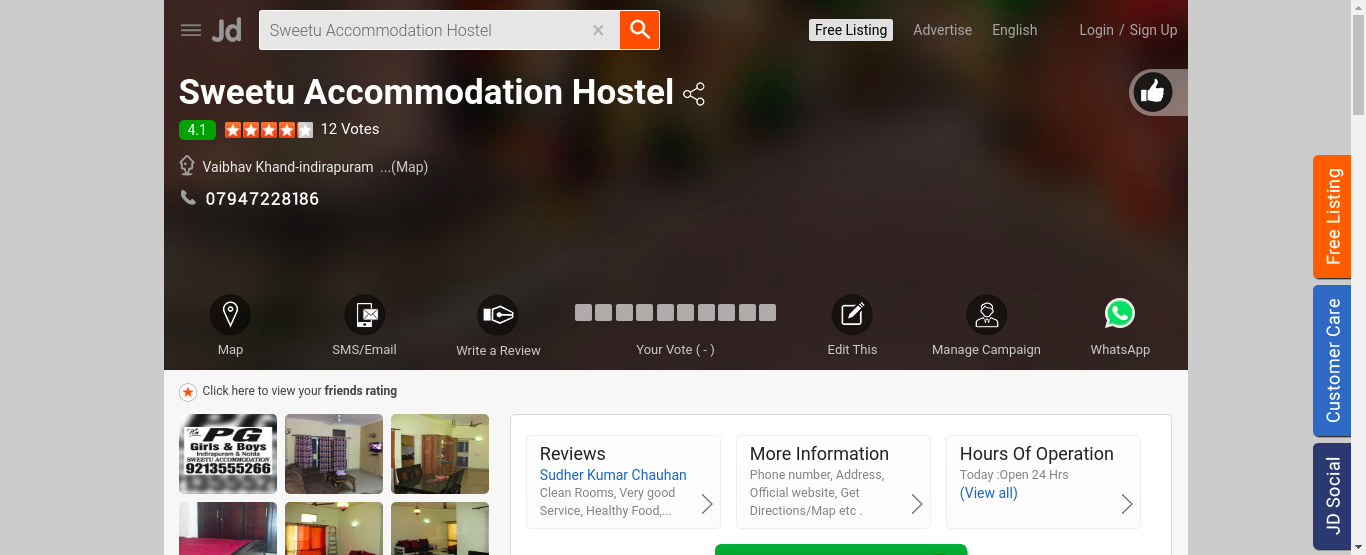 Jd
Sweetu Accommodation Hostel
Free Listing
Advertise
English
Login / Sign Up
Sweetu Accommodation Hostel
4.1
12 Votes
Vaibhav Khand-indirapuram ...(Map)
07947228186
Map
SMS/Email
Write a Review
Your Vote ( - )
Edit This
Manage Campaign
WhatsApp
Free Listing
Customer Care
JD Social
Click here to view your friends rating
PG
Girls & Boys
Indirapuram & Noida
SWEETU ACCOMMODATION
9213555266
Reviews
Sudher Kumar Chauhan
Clean Rooms, Very good
Service, Healthy Food,...
More Information
Phone number, Address,
Official website, Get
Directions/Map etc .
Hours Of Operation
Today :Open 24 Hrs
(View all)